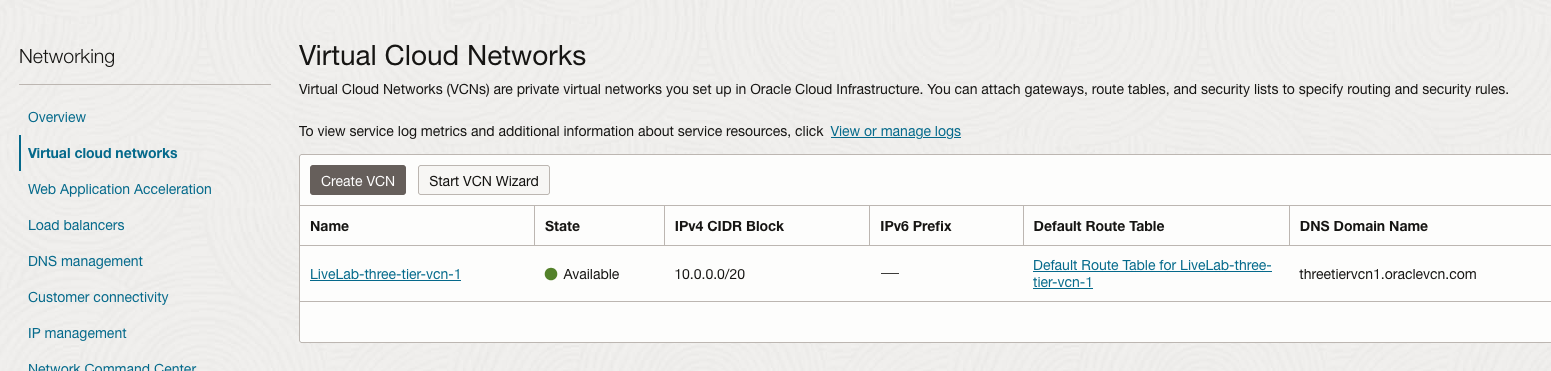 Networking
Overview
Virtual cloud networks
Web Application Acceleration
Load balancers
DNS management
Customer connectivity
IP management
Network Command Center
Virtual Cloud Networks
Virtual Cloud Networks (VCNs) are private virtual networks you set up in Oracle Cloud Infrastructure. You can attach gateways, route tables, and security lists to specify routing and security rules.
To view service log metrics and additional information about service resources, click View or manage logs
Create VCN Start VCN Wizard
Name State IPv4 CIDR Block IPv6 Prefix Default Route Table DNS Domain Name
LiveLab-three-tier-vcn-1 Available 10.0.0.0/20 — Default Route Table for LiveLab-three-
tier-vcn-1 threetiervcn1.oraclevcn.com